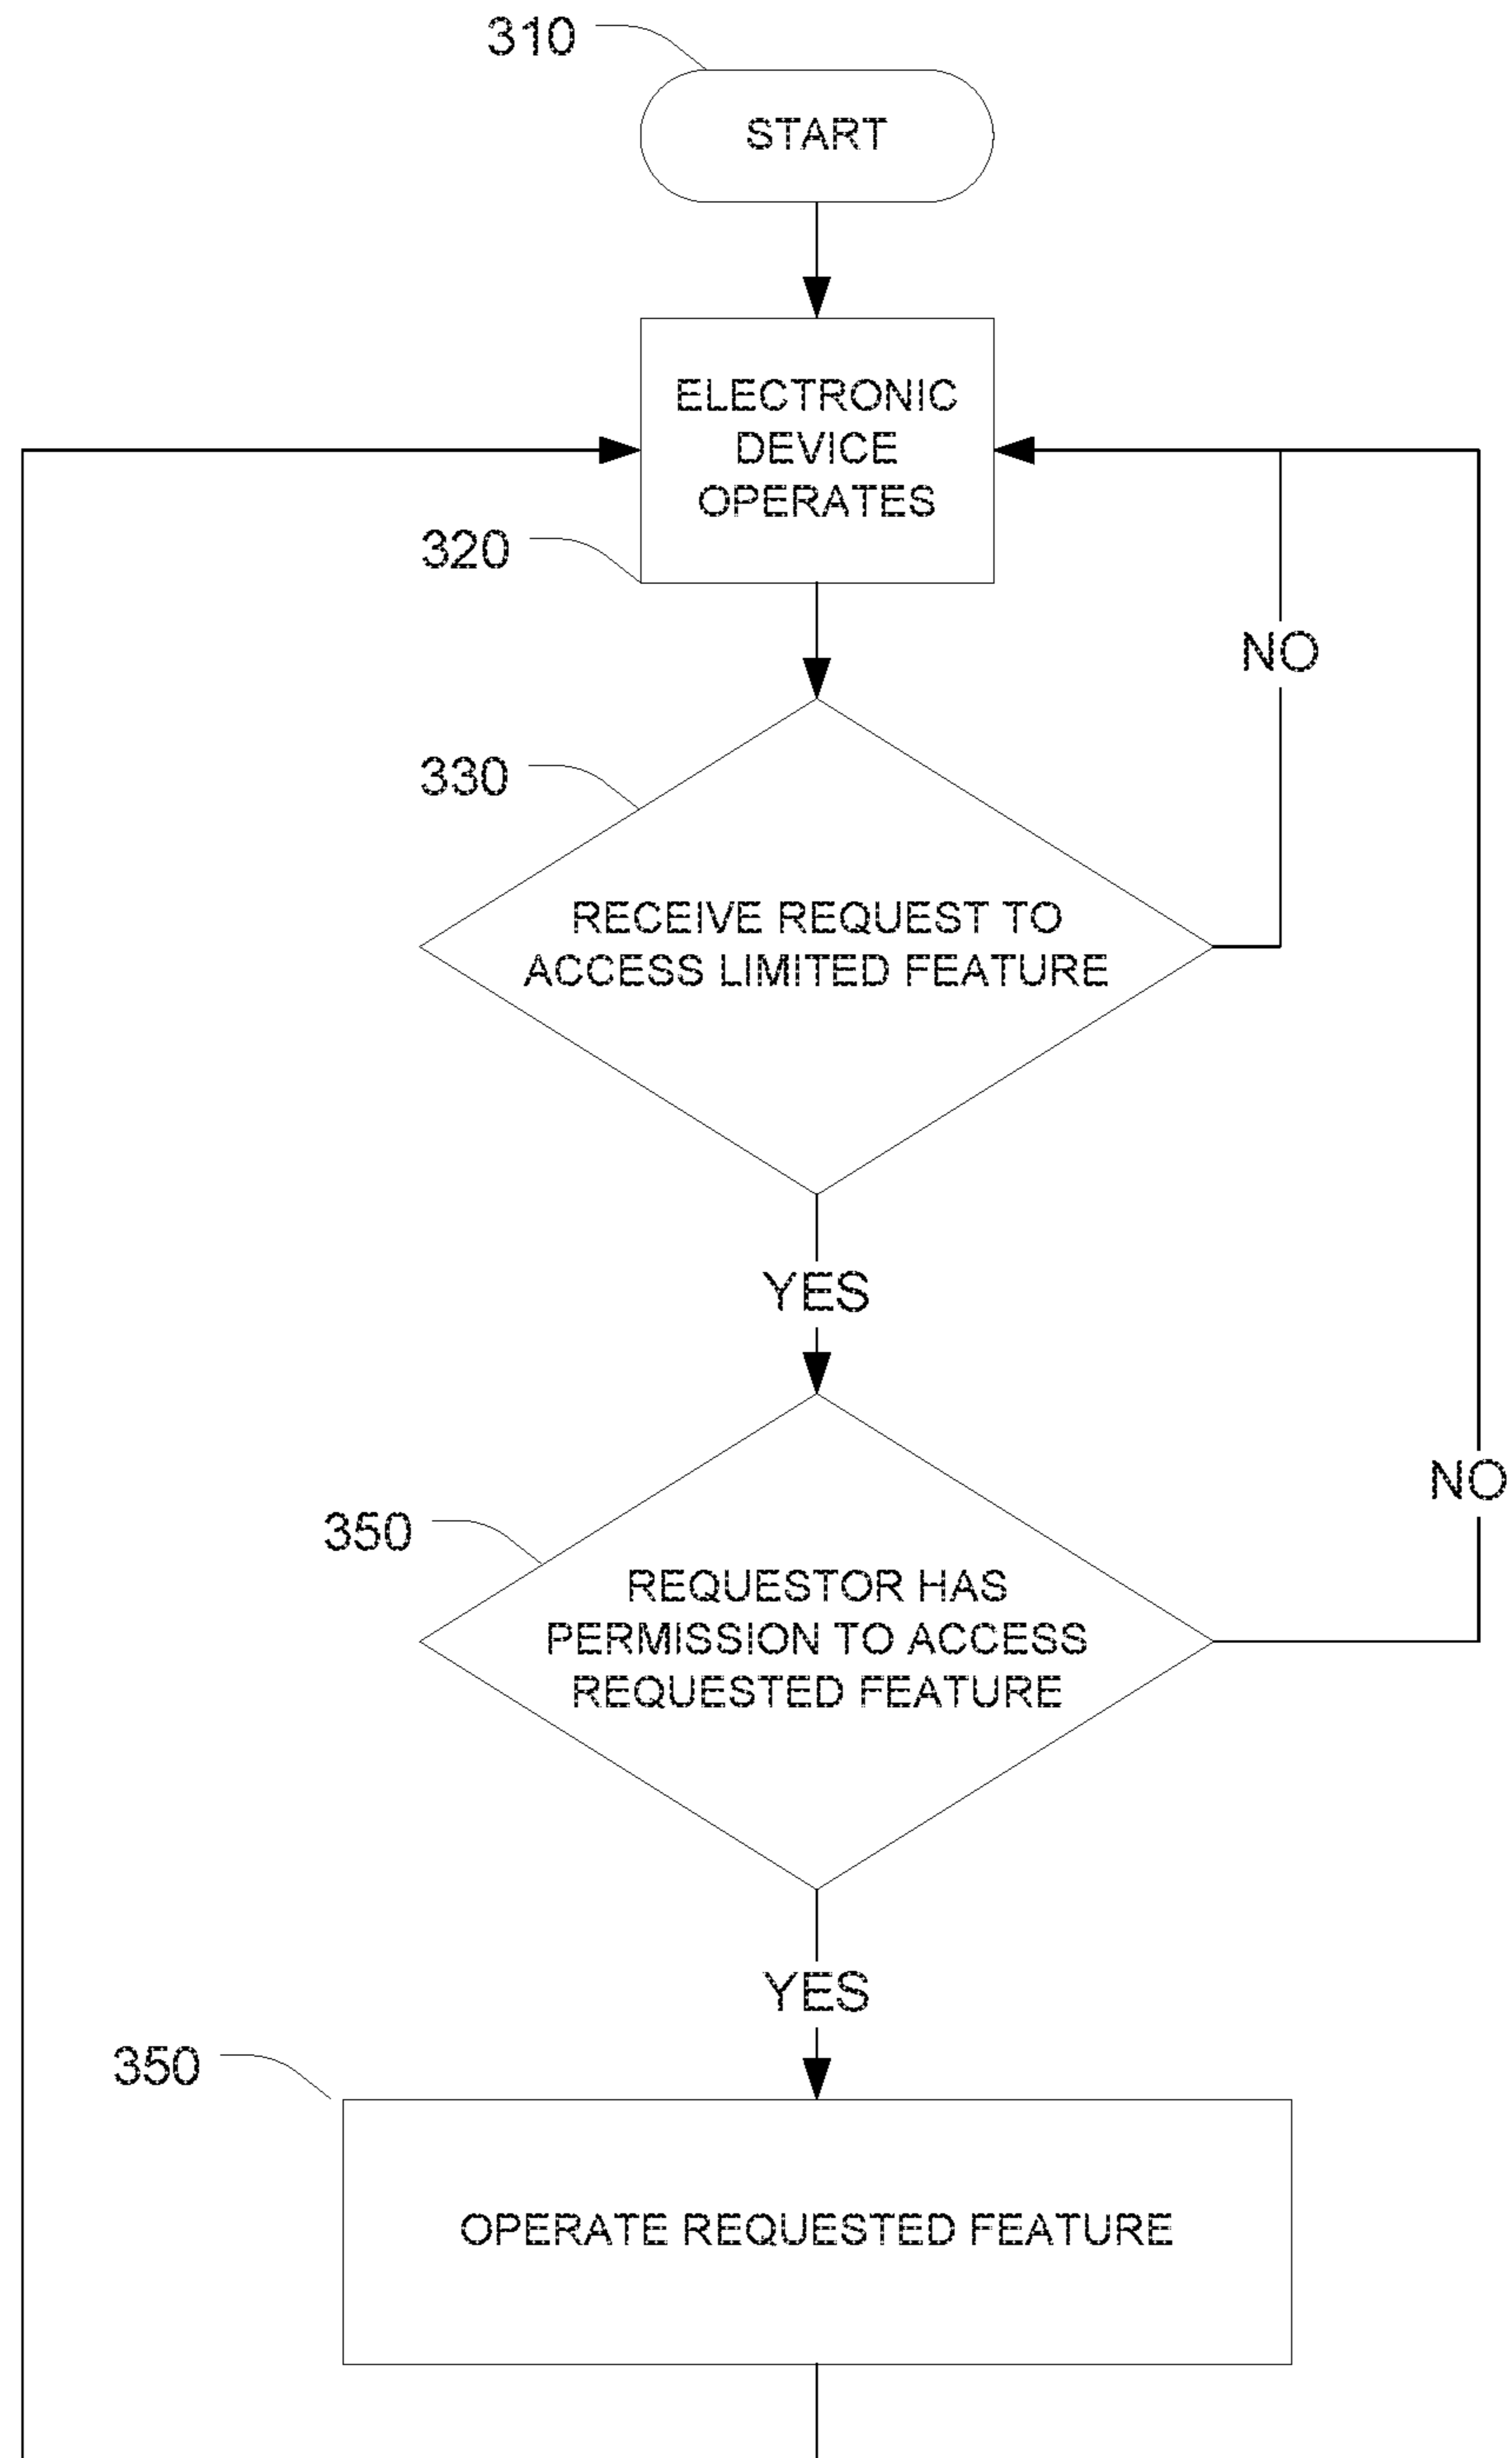 310
START
ELECTRONIC
DEVICE
OPERATES
320
NO
330
RECEIVE REQUEST TO
ACCESS LIMITED FEATURE
YES
NO
350
REQUESTOR HAS
PERMISSION TO ACCESS
REQUESTED FEATURE
YES
350
OPERATE REQUESTED FEATURE